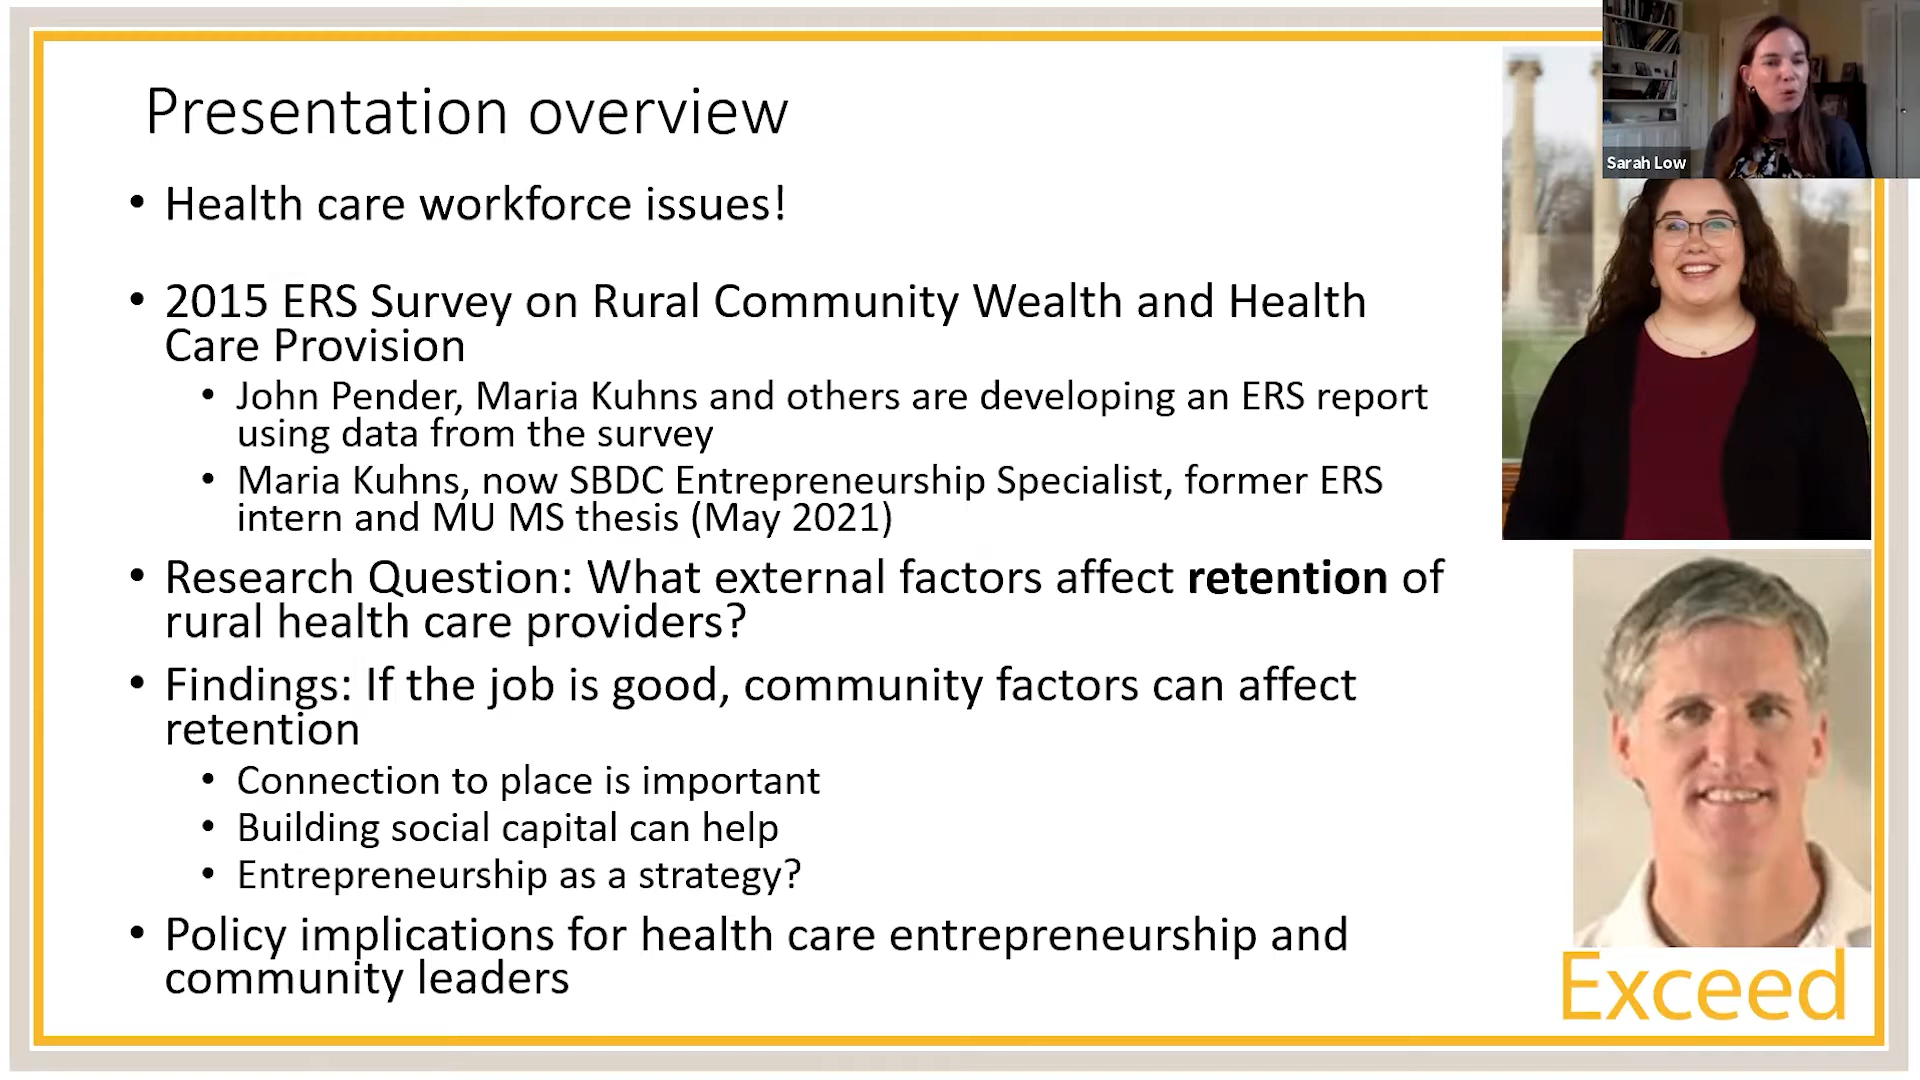 Presentation overview
• Health care workforce issues!
• 2015 ERS Survey on Rural Community Wealth and Health
Care Provision
• John Pender, Maria Kuhns and others are developing an ERS report
using data from the survey
• Maria Kuhns, now SBDC Entrepreneurship Specialist, former ERS
intern and MU MS thesis (May 2021)
• Research Question: What external factors affect retention of
rural health care providers?
• Findings: If the job is good, community factors can affect
retention
• Connection to place is important
• Building social capital can help
• Entrepreneurship as a strategy?
• Policy implications for health care entrepreneurship and
community leaders
Sarah Low
Exceed